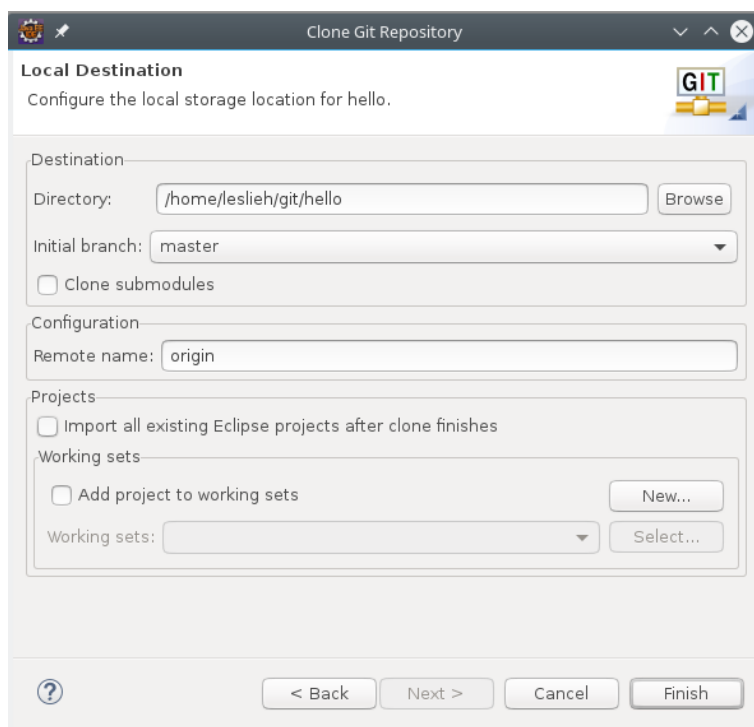 Clone Git Repository
Local Destination
Configure the local storage location for hello.
GIT
Destination
Directory: /home/leslieh/git/hello Browse
Initial branch: master
Clone submodules
Configuration
Remote name: origin
Projects
Import all existing Eclipse projects after clone finishes
Working sets
Add project to working sets New...
Working sets: Select...
? < Back Next > Cancel Finish